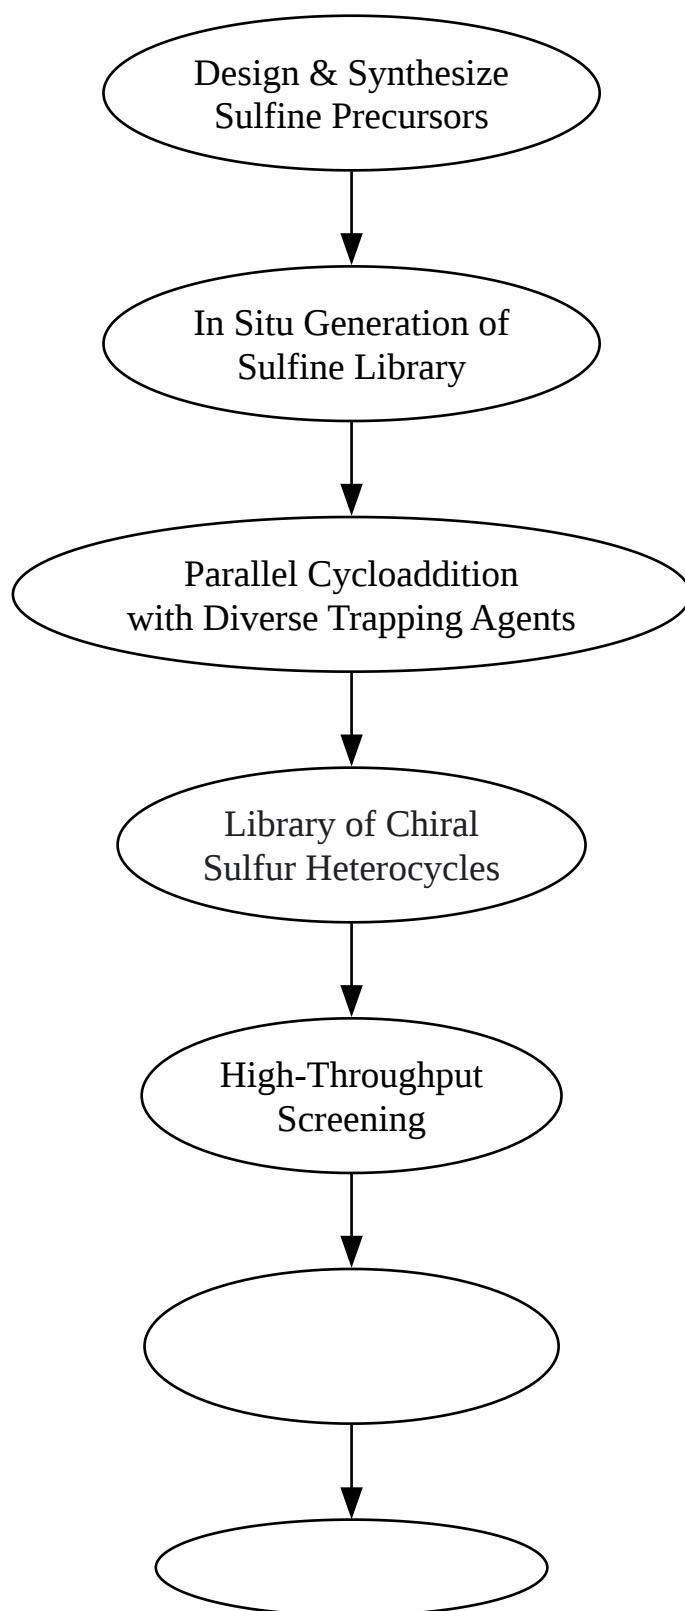 Design & Synthesize
Sulfine Precursors
In Situ Generation of
Sulfine Library
Parallel Cycloaddition
with Diverse Trapping Agents
Library of Chiral
Sulfur Heterocycles
High-Throughput
Screening